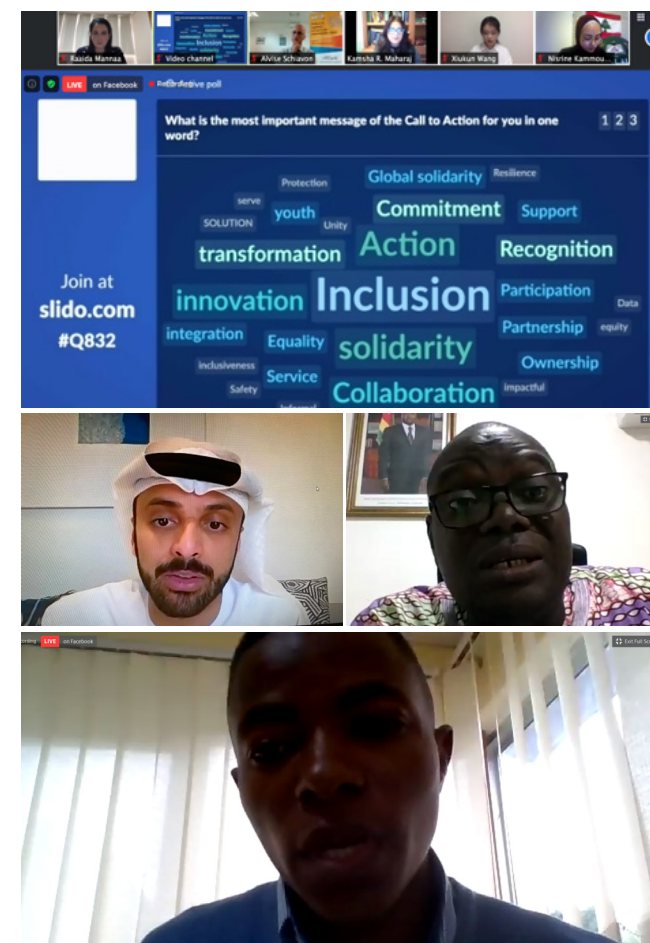 Raaida Mannaa
Video channel
Alvise Schiavon
Kamsha R. Maharaj
Xiukun Wang
Nisrine Kammou...
LIVE on Facebook
What is the most important message of the Call to Action for you in one
word?
1 2 3
Join at
slido.com
#Q832
Protection
Global solidarity
Resilience
serve
youth
Commitment
Support
SOLUTION
Unity
transformation
Action
Recognition
innovation
Inclusion
Participation
Data
integration
Equality
solidarity
Partnership
equity
inclusiveness
Service
Ownership
Safety
Collaboration
impactful
LIVE on Facebook
Exit Full